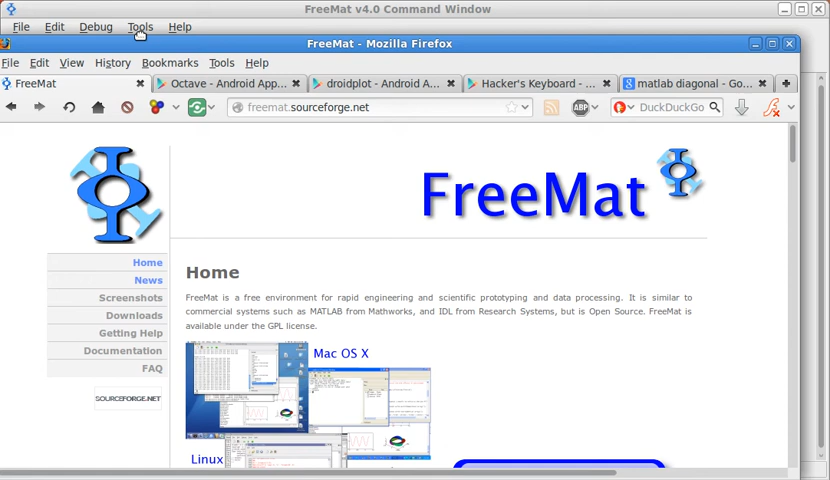 FreeMat v4.0 Command Window
File Edit Debug Tools Help
FreeMat - Mozilla Firefox
File Edit View History Bookmarks Tools Help
FreeMat Octave - Android App... droidplot - Android A... Hacker's Keyboard - ... matlab diagonal - Go...
freemat.sourceforge.net ABP DuckDuckGo
FreeMat
Home
News
Screenshots
Downloads
Getting Help
Documentation
FAQ
SOURCEFORGE.NET
Home
FreeMat is a free environment for rapid engineering and scientific prototyping and data processing. It is similar to
commercial systems such as MATLAB from Mathworks, and IDL from Research Systems, but is Open Source. FreeMat is
available under the GPL license.
Mac OS X
Linux